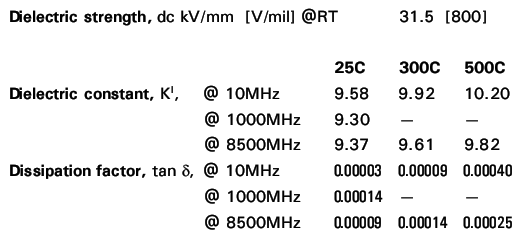 Dielectric strength, dc kV/mm [V/mil] @RT 31.5 [800]
25C 300C 500C
Dielectric constant, K', @ 10MHz 9.58 9.92 10.20
@ 1000MHz 9.30 — —
@ 8500MHz 9.37 9.61 9.82
Dissipation factor, tan δ, @ 10MHz 0.00003 0.00009 0.00040
@ 1000MHz 0.00014 — —
@ 8500MHz 0.00009 0.00014 0.00025